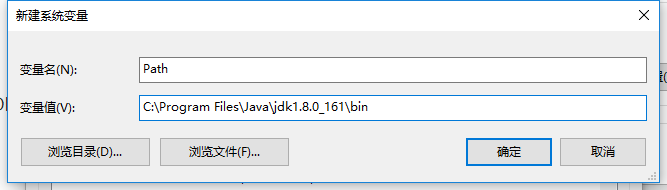 新建系统变量
变量名(N):
Path
变量值(V):
C:\Program Files\Java\jdk1.8.0_161\bin
浏览目录(D)...
浏览文件(F)...
确定
取消